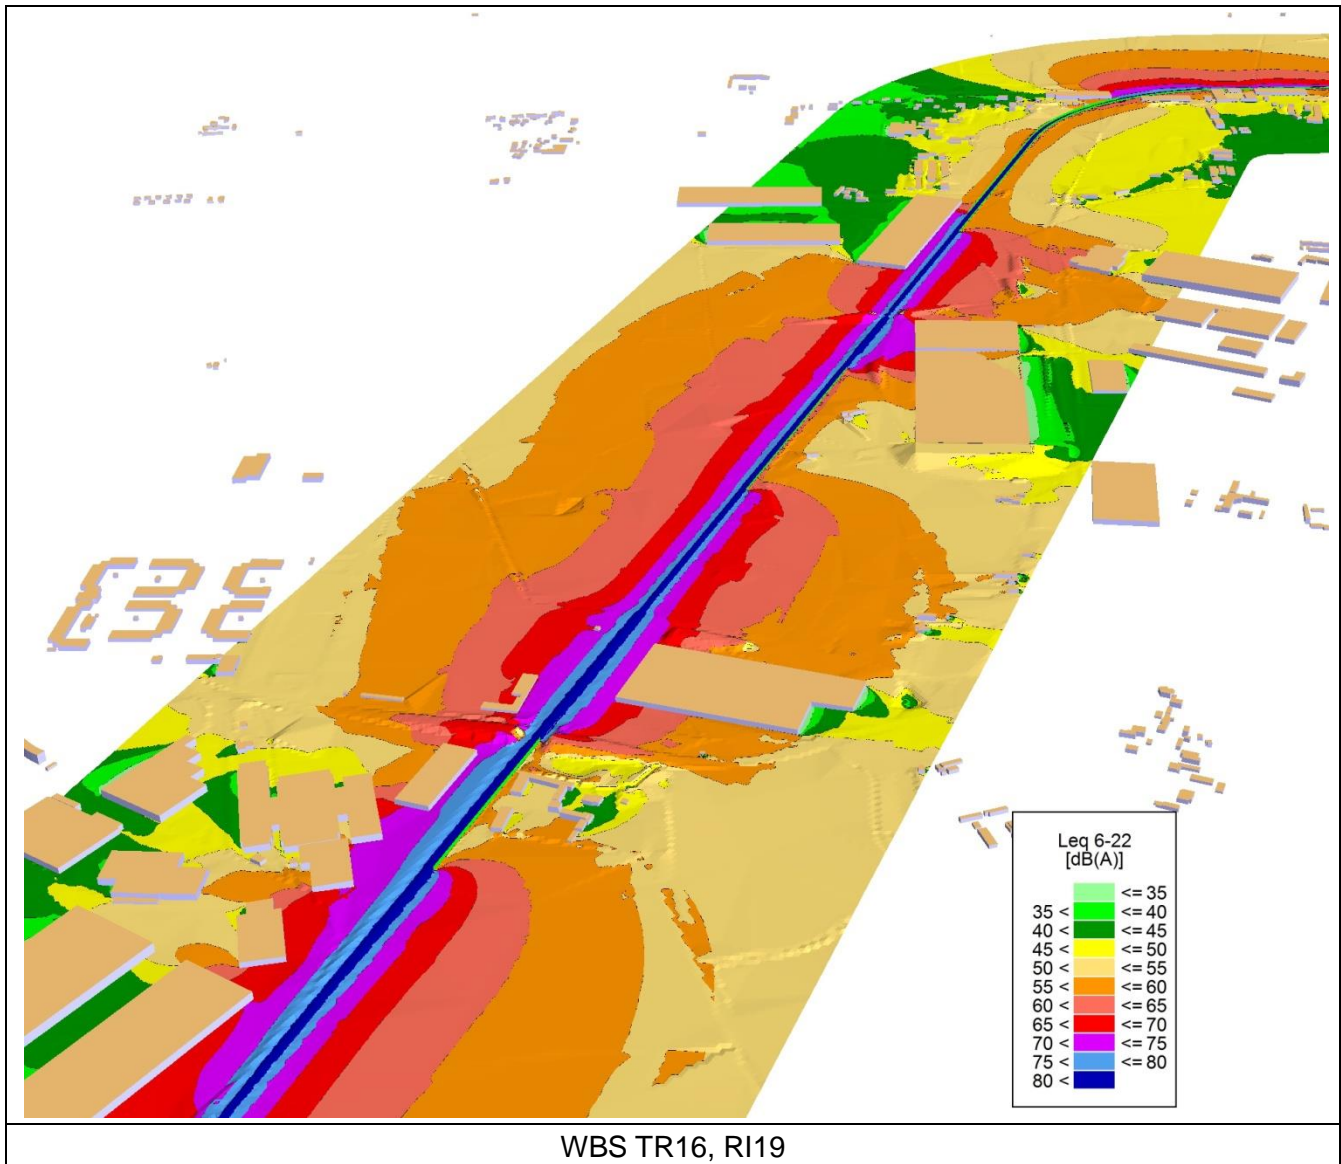 Leq 6-22
[dB(A)]
<= 35
35 < <= 40
40 < <= 45
45 < <= 50
50 < <= 55
55 < <= 60
60 < <= 65
65 < <= 70
70 < <= 75
75 < <= 80
80 <
WBS TR16, RI19